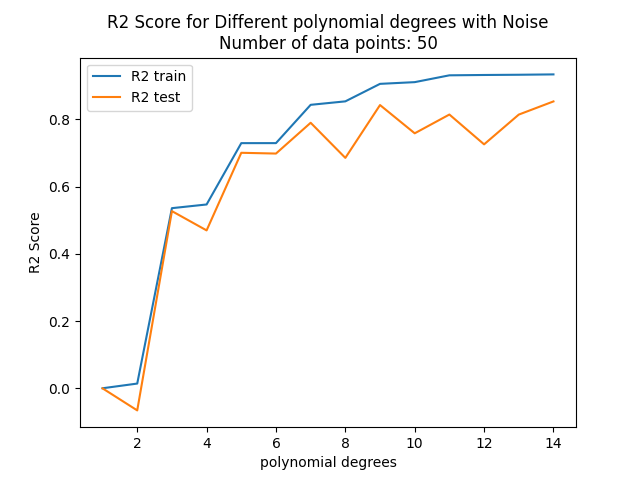 R2 Score for Different polynomial degrees with Noise
Number of data points: 50
R2 train
R2 test
0.8
0.6
0.4
0.2
0.0
R2 Score
2 4 6 8 10 12 14
polynomial degrees